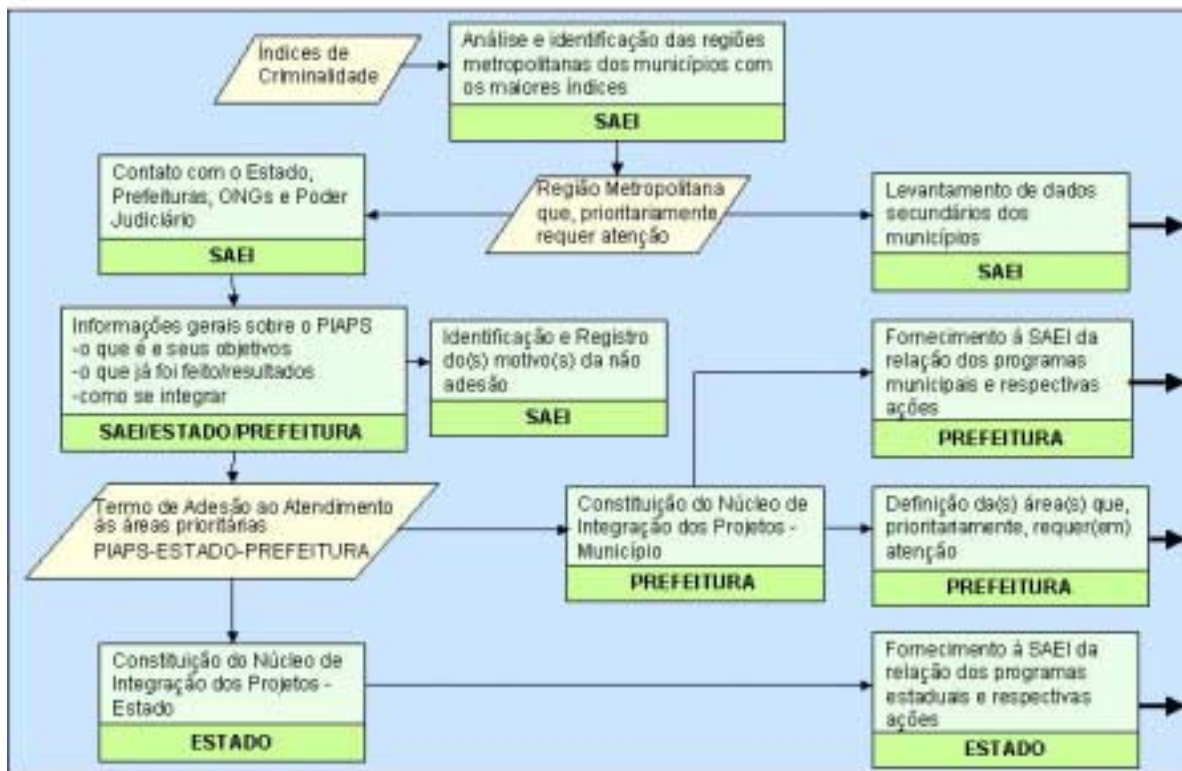 Índices de
Criminalidade
Análise e identificação das regiões
metropolitanas dos municípios com
os maiores índices
SAEI
Contato com o Estado,
Prefeituras, ONGs e Poder
Judiciário
SAEI
Região Metropolitana
que, prioritariamente
requer atenção
Levantamento de dados
secundários dos
municípios
SAEI
Informações gerais sobre o PIAPS
-o que é e seus objetivos
-o que já foi feito/resultados
-como se integrar
SAEI/ESTADO/PREFEITURA
Identificação e Registro
do(s) motivo(s) da não
adesão
SAEI
Fornecimento à SAEI da
relação dos programas
municipais e respectivas
ações
PREFEITURA
Termo de Adesão ao Atendimento
às áreas prioritárias
PIAPS-ESTADO-PREFEITURA
Constituição do Núcleo de
Integração dos Projetos -
Município
PREFEITURA
Definição da(s) área(s) que,
prioritariamente, requer(em)
atenção
PREFEITURA
Constituição do Núcleo de
Integração dos Projetos -
Estado
ESTADO
Fornecimento à SAEI da
relação dos programas
estaduais e respectivas
ações
ESTADO